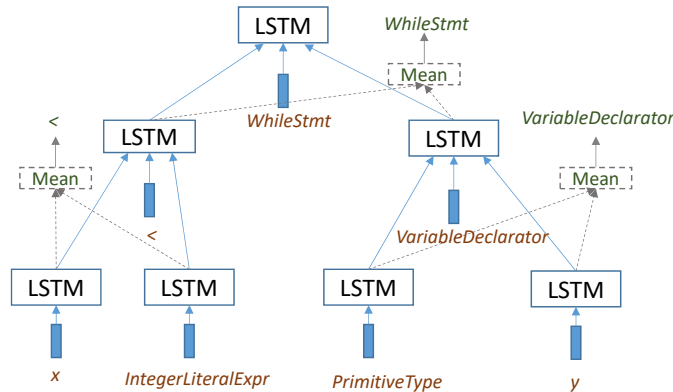 LSTM
WhileStmt
Mean
WhileStmt
<
LSTM
LSTM
VariableDeclarator
Mean
Mean
<
VariableDeclarator
LSTM
LSTM
LSTM
LSTM
x
IntegerLiteralExpr
PrimitiveType
y